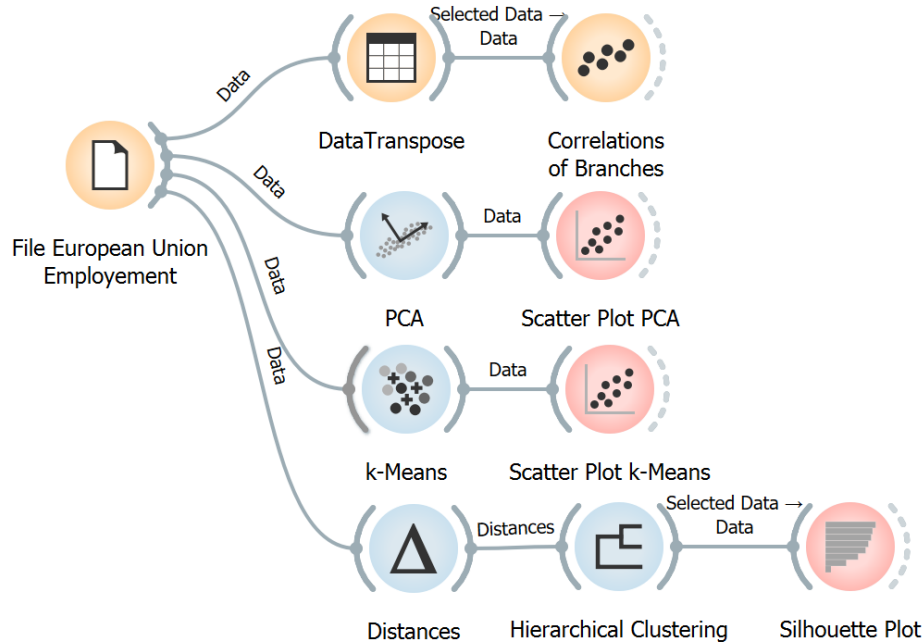 Selected Data →
Data
Data
DataTranspose
Correlations
of Branches
Data
Data
File European Union
Employement
Data
PCA
Scatter Plot PCA
Data
Data
k-Means
Scatter Plot k-Means
Selected Data →
Data
Distances
Distances
Hierarchical Clustering
Silhouette Plot